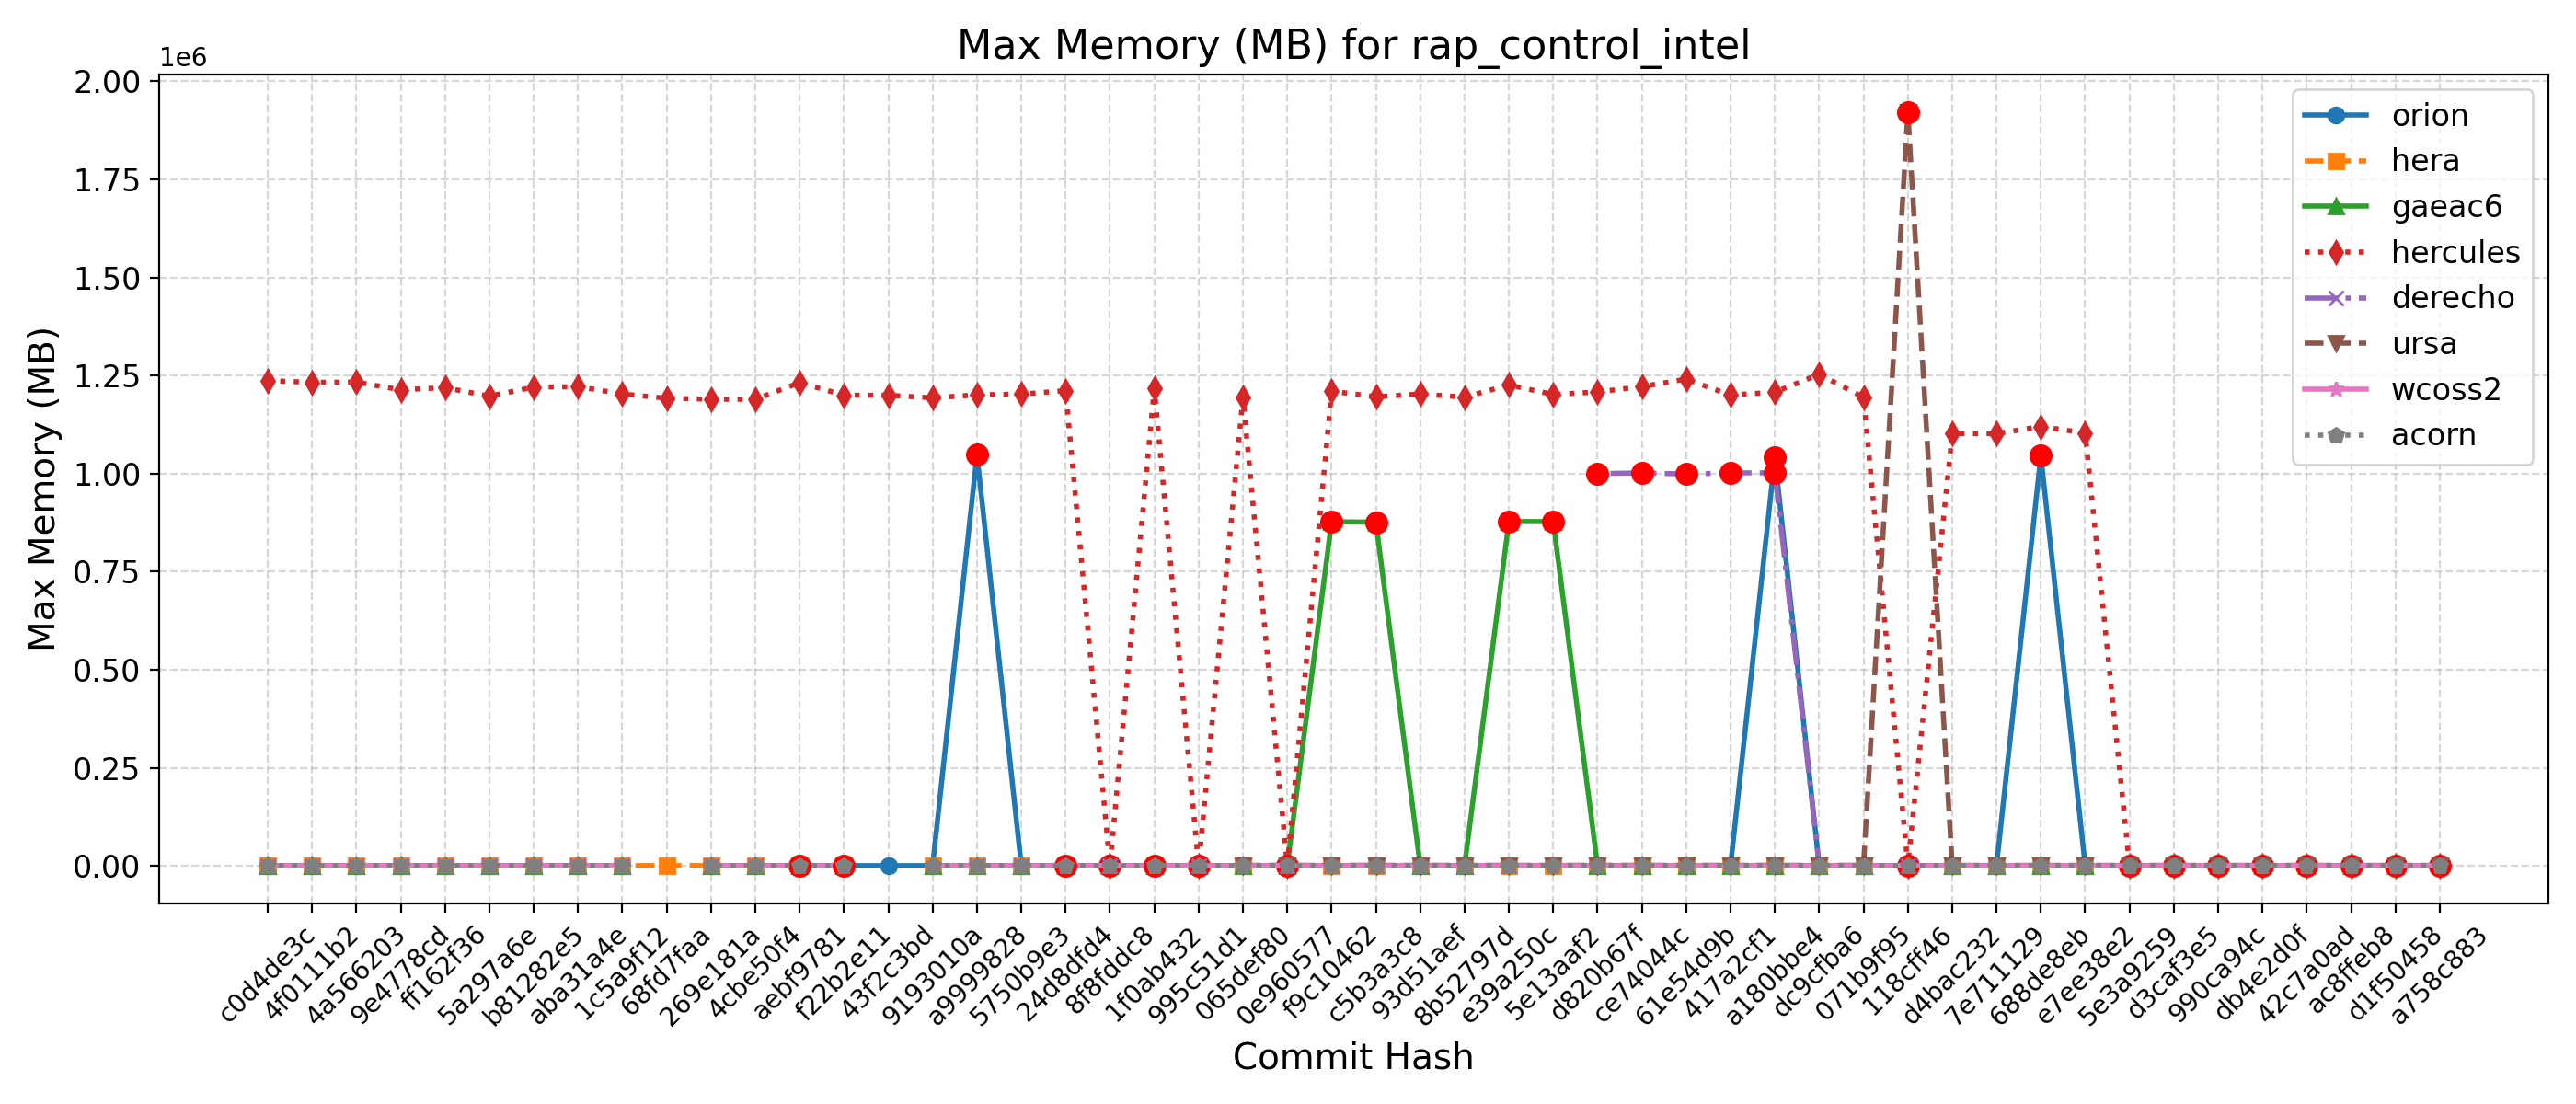 Max Memory (MB) for rap_control_intel
1e6
2.00
1.75
1.50
1.25
1.00
0.75
0.50
0.25
0.00
Max Memory (MB)
orion
hera
gaeac6
hercules
derecho
ursa
wcoss2
acorn
c0d4de3c
4f0111b2
4a566203
9e4778cd
ff162f36
5a297a6e
b81282e5
aba31a4e
1c5a9f12
68fd7faa
269e181a
4cbe50f4
aebf9781
f22b2e11
43f2c3bd
9193010a
a9999828
5750b9e3
24d8dfd4
8f8fddc8
1f0ab432
995c51d1
065def80
0e960577
f9c10462
c5b3a3c8
93d51aef
8b52797d
e39a250c
5e13aaf2
d820b67f
ce74044c
61e54d9b
417a2cf1
a180bbe4
dc9cfba6
071b9f95
118cff46
d4bac232
7e711129
688de8eb
e7ee38e2
5e3a9259
d3caf3e5
990ca94c
db4e2d0f
42c7a0ad
ac8ffeb8
d1f50458
a758c883
Commit Hash